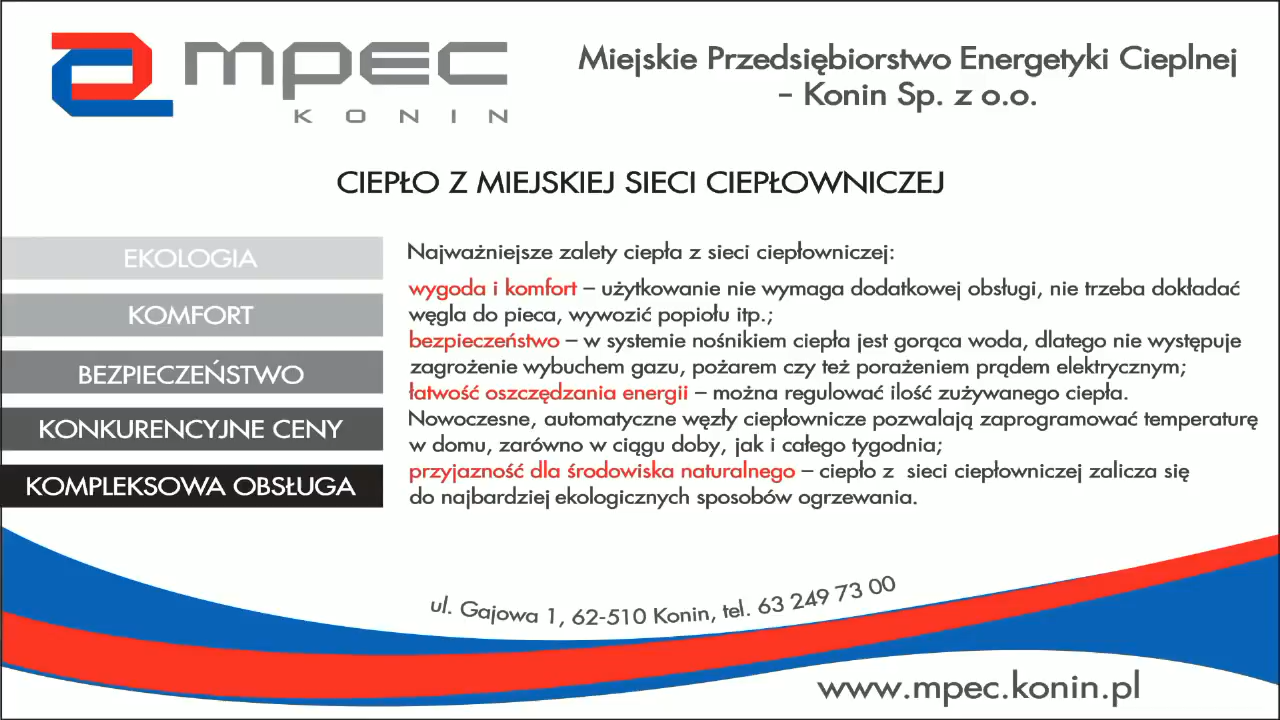 mpec
KONIN
Miejskie Przedsiębiorstwo Energetyki Cieplnej
– Konin Sp. z o.o.
CIEPŁO Z MIEJSKIEJ SIECI CIEPŁOWNICZEJ
EKOLOGIA
KOMFORT
BEZPIECZEŃSTWO
KONKURENCYJNE CENY
KOMPLEKSOWA OBSŁUGA
Najważniejsze zalety ciepła z sieci ciepłowniczej:
wygoda i komfort – użytkowanie nie wymaga dodatkowej obsługi, nie trzeba dokładać
węgla do pieca, wywozić popiołu itp.;
bezpieczeństwo – w systemie nośnikiem ciepła jest gorąca woda, dlatego nie występuje
zagrożenie wybuchem gazu, pożarem czy też porażeniem prądem elektrycznym;
łatwość oszczędzania energii – można regulować ilość zużywanego ciepła.
Nowoczesne, automatyczne węzły ciepłownicze pozwalają zaprogramować temperaturę
w domu, zarówno w ciągu doby, jak i całego tygodnia;
przyjazność dla środowiska naturalnego – ciepło z sieci ciepłowniczej zalicza się
do najbardziej ekologicznych sposobów ogrzewania.
ul. Gajowa 1, 62-510 Konin, tel. 63 249 73 00
www.mpec.konin.pl